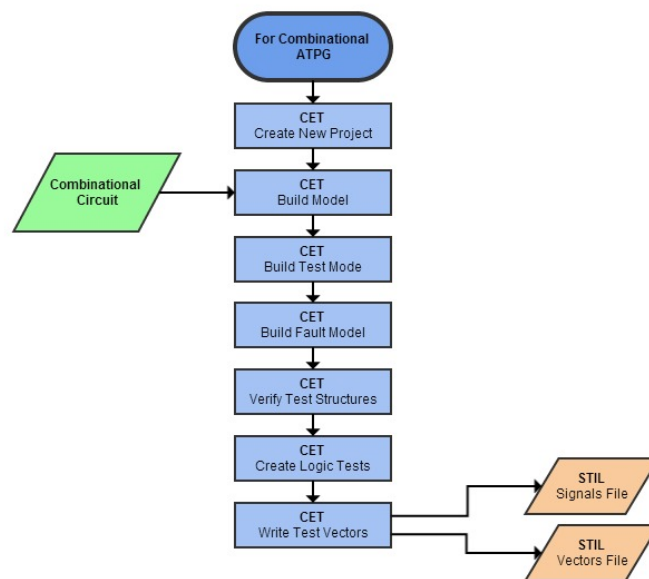 For Combinational
ATPG
CET
Create New Project
Combinational
Circuit
CET
Build Model
CET
Build Test Mode
CET
Build Fault Model
CET
Verify Test Structures
CET
Create Logic Tests
CET
Write Test Vectors
STIL
Signals File
STIL
Vectors File